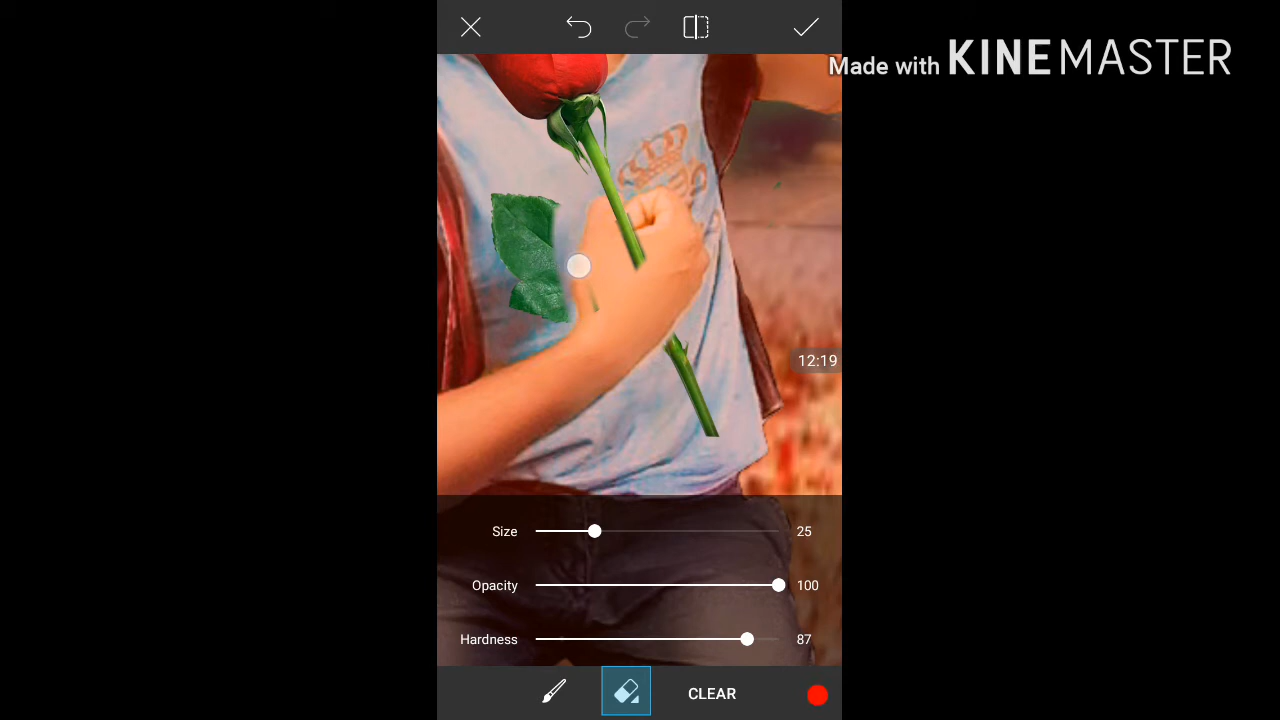 Made with KINEMASTER
12:19
Size 25
Opacity 100
Hardness 87
CLEAR